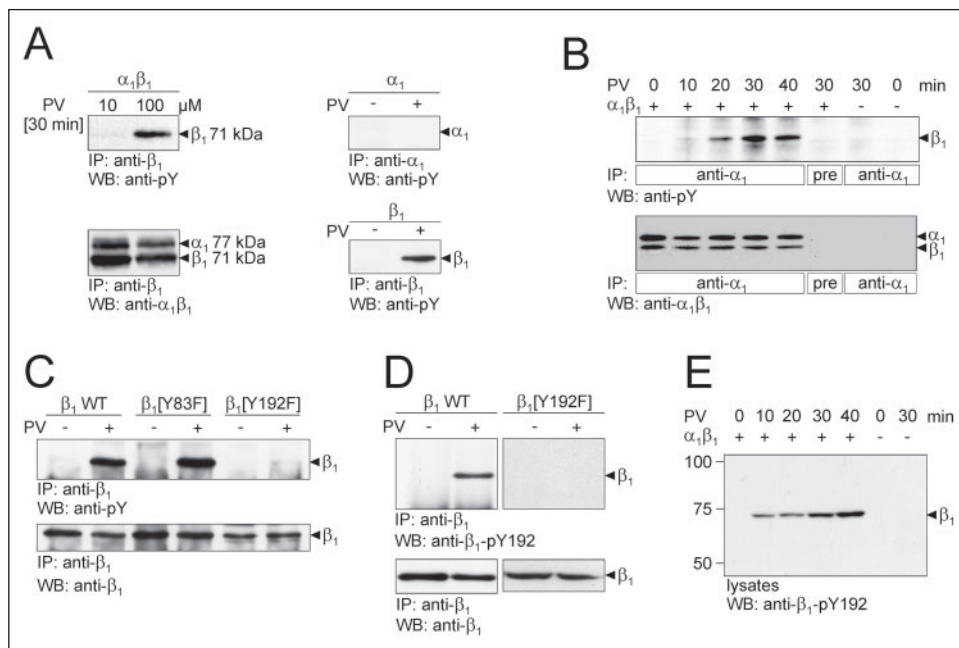 A
α₁β₁
PV 10 100 µM
[30 min]
◄β₁ 71 kDa
IP: anti-β₁
WB: anti-pY
◄α₁ 77 kDa
◄β₁ 71 kDa
IP: anti-β₁
WB: anti-α₁β₁
α₁
PV - +
◄α₁
IP: anti-α₁
WB: anti-pY
β₁
PV - +
◄β₁
IP: anti-β₁
WB: anti-pY
B
PV 0 10 20 30 40 30 30 0 min
α₁β₁ + + + + + + - -
◄β₁
IP: anti-α₁ pre anti-α₁
WB: anti-pY
◄α₁
◄β₁
IP: anti-α₁ pre anti-α₁
WB: anti-α₁β₁
C
β₁ WT β₁[Y83F] β₁[Y192F]
PV - + - + - +
◄β₁
IP: anti-β₁
WB: anti-pY
◄β₁
IP: anti-β₁
WB: anti-β₁
D
β₁ WT β₁[Y192F]
PV - + - +
◄β₁
IP: anti-β₁
WB: anti-β₁-pY192
◄β₁
IP: anti-β₁
WB: anti-β₁
E
PV 0 10 20 30 40 0 30 min
α₁β₁ + + + + + - -
100
75
◄β₁
50
lysates
WB: anti-β₁-pY192